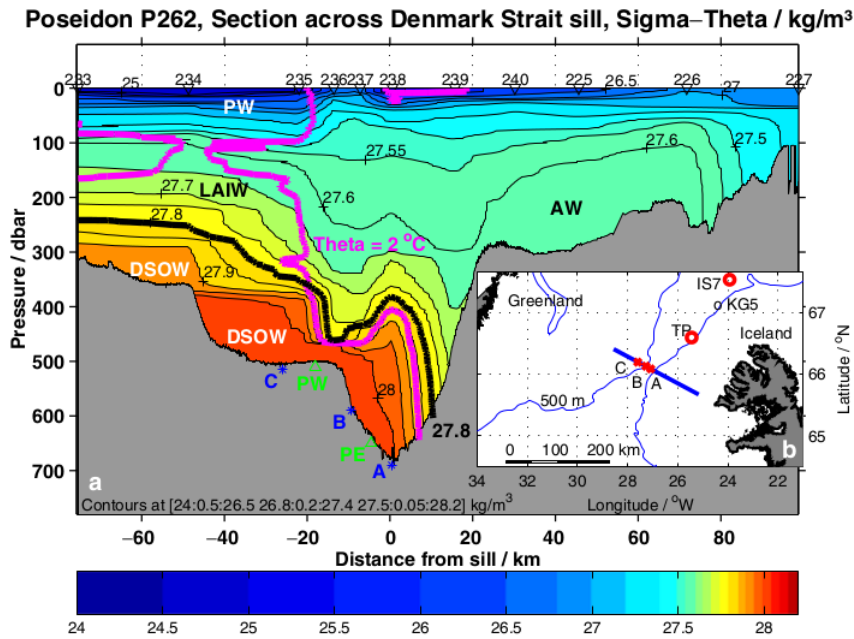 Poseidon P262, Section across Denmark Strait sill, Sigma−Theta / kg/m³
233 25 234 235 236 237 238 239 240 225 26.5 226 27 227
0
PW
100
27.55
27.6
27.5
LAIW
27.7
200
27.6
AW
27.8
Theta = 2 °C
300
DSOW
27.9
400
DSOW
500
C
PW
28
600
B
27.8
PE
700
A
a
Pressure / dbar
Contours at [24:0.5:26.5 26.8:0.2:27.4 27.5:0.05:28.2] kg/m³
−60 −40 −20 0 20 40 60 80
Distance from sill / km
IS7
Greenland
KG5
67
TP
Iceland
C
66
B A
500 m
0 100 200 km
65
b
34 32 30 28 26 24 22
Longitude / °W
Latitude / °N
24 24.5 25 25.5 26 26.5 27 27.5 28